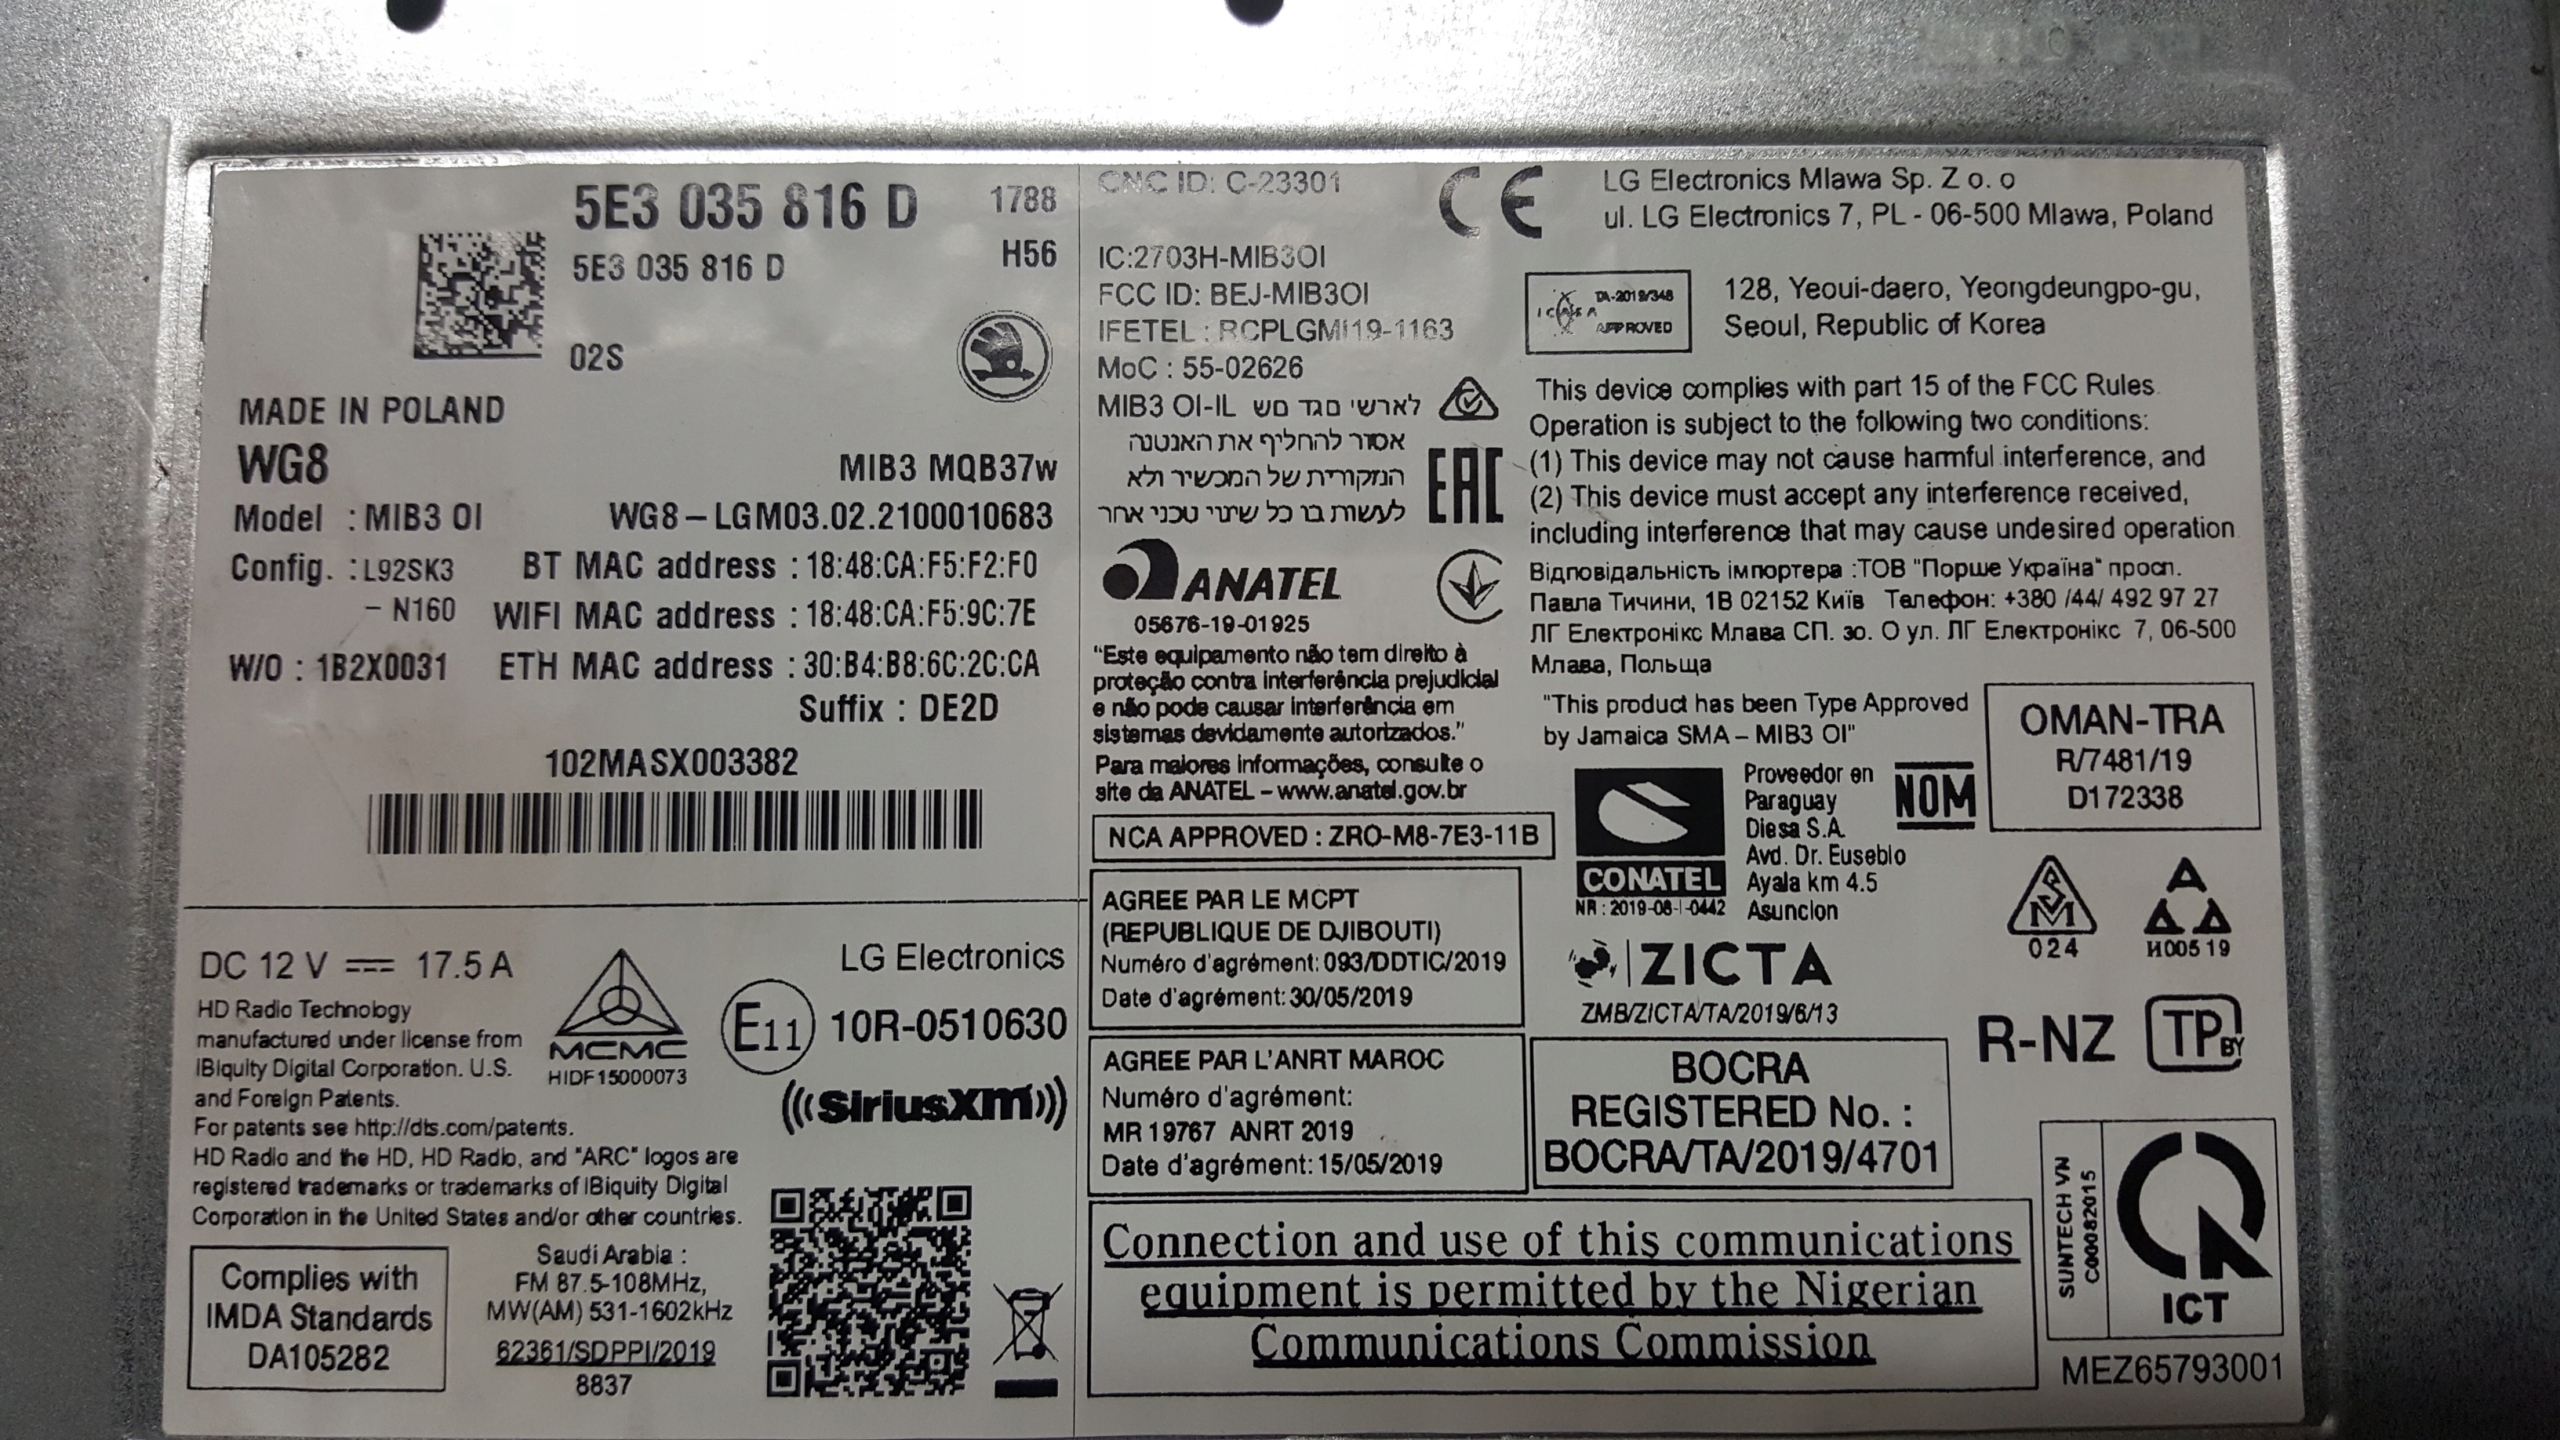 5E3 035 816 D
1788
5E3 035 816 D
H56
02S
MADE IN POLAND
WG8
MIB3 MQB37w
Model : MIB3 OI
WG8-LGM03.02.2100010683
Config. : L92SK3
- N160
BT MAC address : 18:48:CA:F5:F2:F0
WIFI MAC address : 18:48:CA:F5:9C:7E
W/O : 1B2X0031
ETH MAC address : 30:B4:B8:6C:2C:CA
Suffix : DE2D
102MASX003382
DC 12 V 17.5 A
HD Radio Technology
manufactured under license from
iBiquity Digital Corporation. U.S.
and Foreign Patents.
For patents see http://dts.com/patents.
HD Radio and the HD, HD Radio, and "ARC" logos are
registered trademarks or trademarks of iBiquity Digital
Corporation in the United States and/or other countries.
MCMC
HIDF15000073
LG Electronics
E11 10R-0510630
(((SiriusXM)))
Complies with
IMDA Standards
DA105282
Saudi Arabia :
FM 87.5-108MHz,
MW(AM) 531-1602kHz
62361/SDPPI/2019
8837
CNC ID: C-23301
IC:2703H-MIB3OI
FCC ID: BEJ-MIB3OI
IFETEL : RCPLGMI19-1163
MoC : 55-02626
MIB3 OI-IL לארשי סגד סש
אסור להחליף את האנטנה
המקורית של המכשיר ולא
לעשות בו כל שינוי טכני אחר
EAC
ANATEL
05676-19-01925
"Este equipamento não tem direito à
proteção contra interferência prejudicial
e não pode causar interferência em
sistemas devidamente autorizados."
Para maiores informações, consulte o
site da ANATEL – www.anatel.gov.br
NCA APPROVED : ZRO-M8-7E3-11B
AGREE PAR LE MCPT
(REPUBLIQUE DE DJIBOUTI)
Numéro d'agrément: 093/DDTIC/2019
Date d'agrément: 30/05/2019
AGREE PAR L'ANRT MAROC
Numéro d'agrément:
MR 19767 ANRT 2019
Date d'agrément: 15/05/2019
CE
LG Electronics Mlawa Sp. Z o. o
ul. LG Electronics 7, PL - 06-500 Mlawa, Poland
ICASA
TA-2019/348
APPROVED
128, Yeoui-daero, Yeongdeungpo-gu,
Seoul, Republic of Korea
This device complies with part 15 of the FCC Rules.
Operation is subject to the following two conditions:
(1) This device may not cause harmful interference, and
(2) This device must accept any interference received,
including interference that may cause undesired operation
Відповідальність імпортера :ТОВ "Порше Україна" просп.
Павла Тичини, 1В 02152 Київ Телефон: +380 /44/ 492 97 27
ЛГ Електронікс Млава СП. зо. О ул. ЛГ Електронікс 7, 06-500
Млава, Польща
"This product has been Type Approved
by Jamaica SMA – MIB3 OI"
OMAN-TRA
R/7481/19
D172338
CONATEL
NR : 2019-06-I-0442
Proveedor en
Paraguay
Diesa S.A.
Avd. Dr. Eusebio
Ayala km 4.5
Asuncion
NOM
024
H00519
ZICTA
ZMB/ZICTA/TA/2019/6/13
BOCRA
REGISTERED No. :
BOCRA/TA/2019/4701
R-NZ
TP BY
Connection and use of this communications
equipment is permitted by the Nigerian
Communications Commission
SUNTECH VN
C00082015
ICT
MEZ65793001